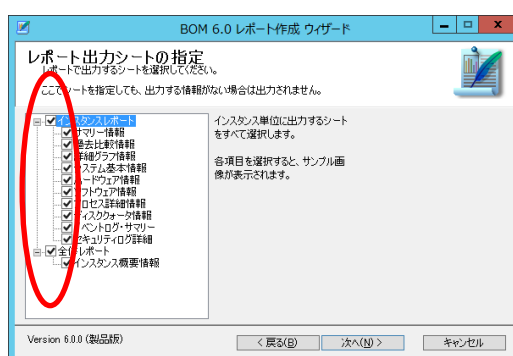 BOM 6.0 レポート作成 ウィザード
レポート出力シートの指定
レポートで出力するシートを選択してください。
ここでシートを指定しても、出力する情報がない場合は出力されません。
インスタンスレポート
サマリー情報
過去比較情報
詳細グラフ情報
システム基本情報
ハードウェア情報
ソフトウェア情報
プロセス詳細情報
ディスククォータ情報
イベントログ・サマリー
セキュリティログ詳細
全体レポート
インスタンス概要情報
インスタンス単位に出力するシート
をすべて選択します。
各項目を選択すると、サンプル画
像が表示されます。
Version 6.0.0 (製品版)
< 戻る(B)
次へ(N) >
キャンセル